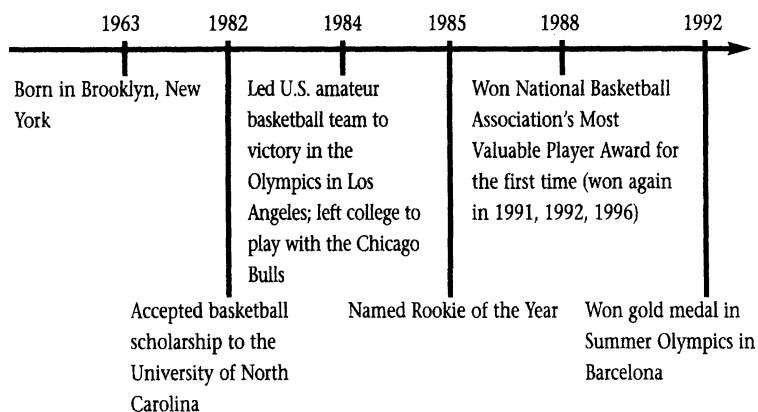 1963 1982 1984 1985 1988 1992
Born in Brooklyn, New
York
Led U.S. amateur
basketball team to
victory in the
Olympics in Los
Angeles; left college to
play with the Chicago
Bulls
Won National Basketball
Association's Most
Valuable Player Award for
the first time (won again
in 1991, 1992, 1996)
Accepted basketball
scholarship to the
University of North
Carolina
Named Rookie of the Year
Won gold medal in
Summer Olympics in
Barcelona